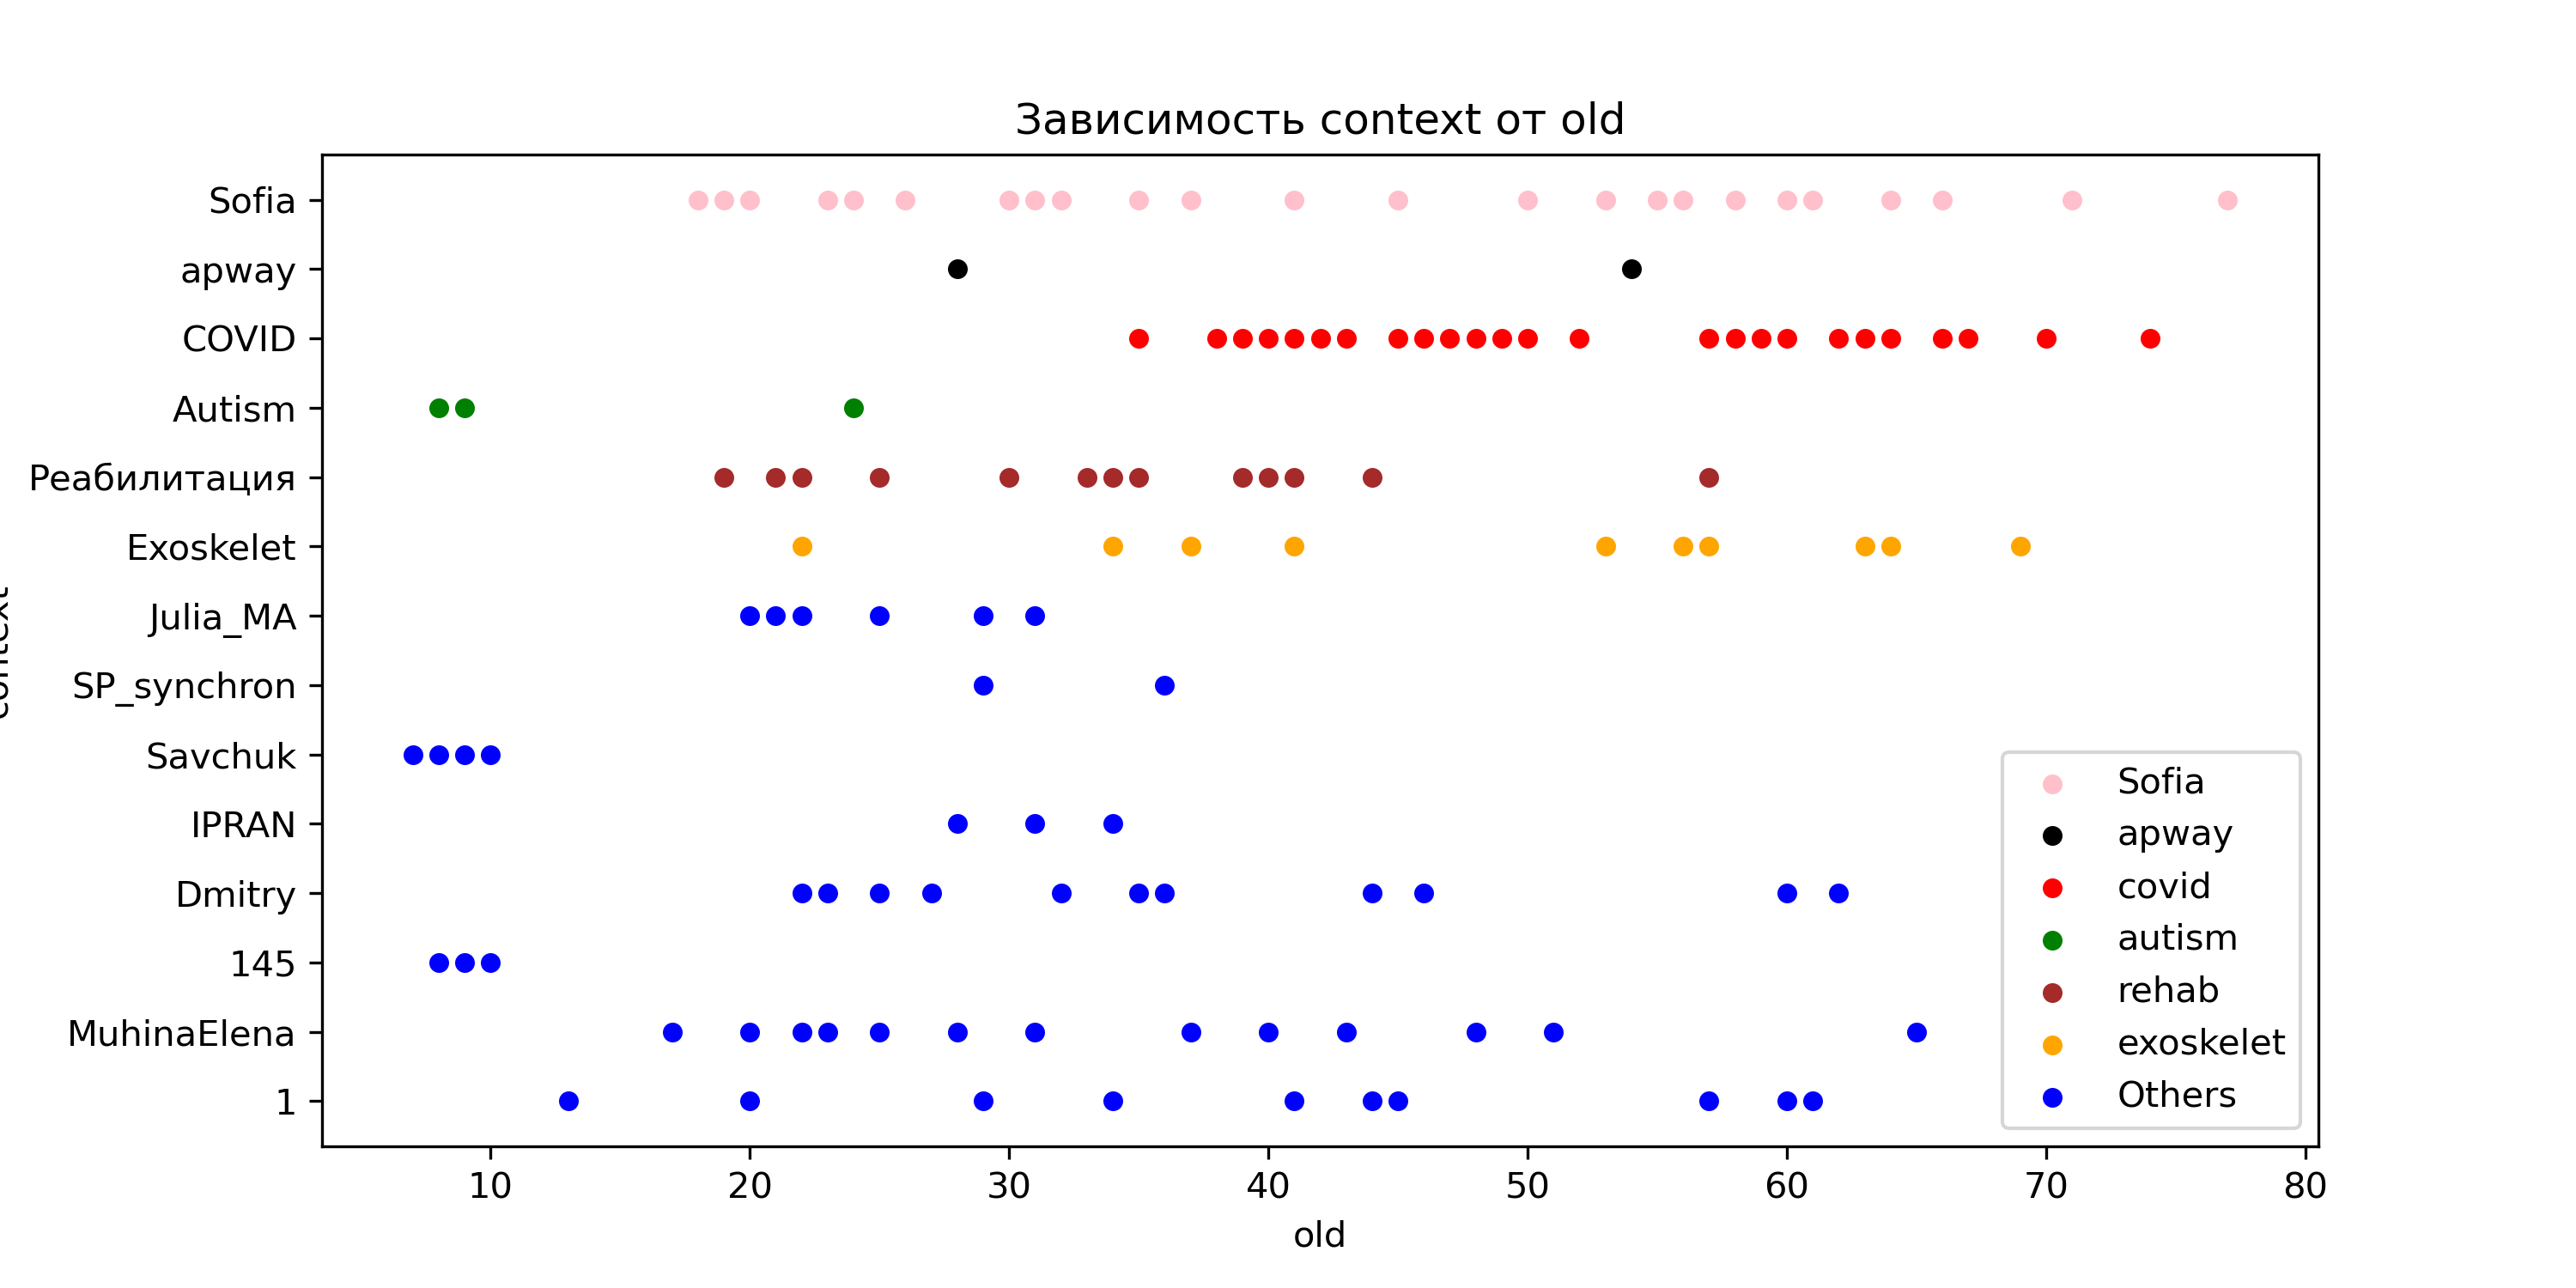 Зависимость context от old
Sofia
apway
COVID
Autism
Реабилитация
Exoskelet
Julia_MA
SP_synchron
Savchuk
IPRAN
Dmitry
145
MuhinaElena
1
context
Sofia
apway
covid
autism
rehab
exoskelet
Others
10 20 30 40 50 60 70 80
old